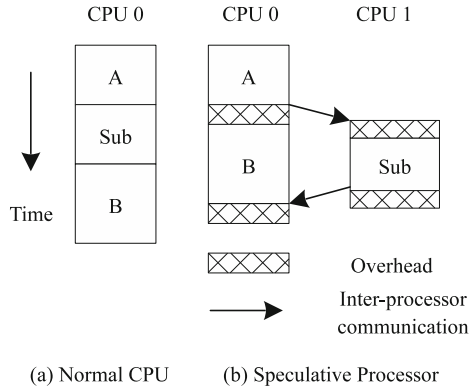 CPU 0
CPU 0
CPU 1
A
A
Sub
B
Sub
B
Time
Overhead
Inter-processor
communication
(a) Normal CPU
(b) Speculative Processor